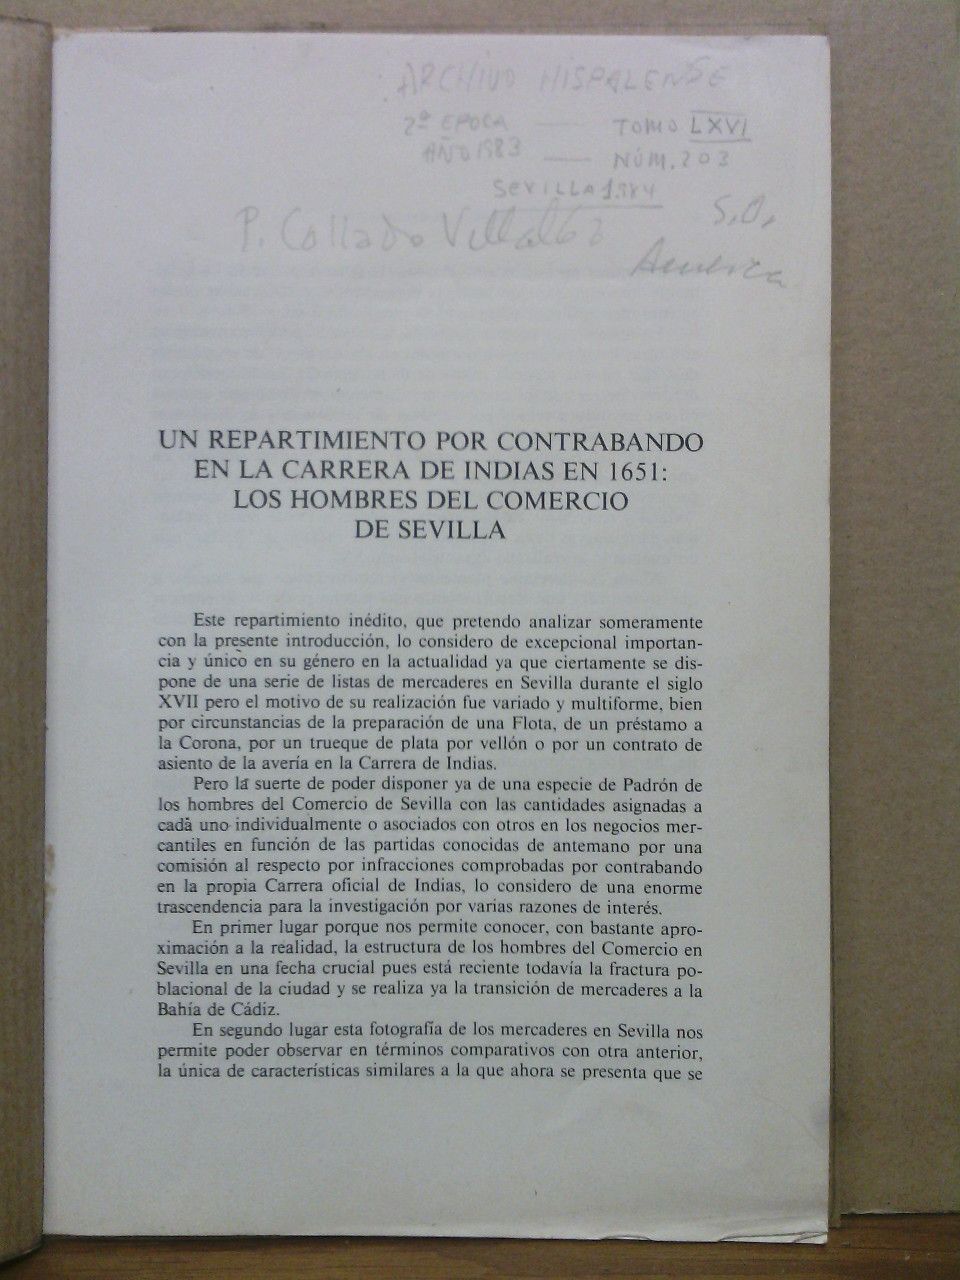 ARCHIVO HISPALENSE
2ª EPOCA — TOMO LXVI
AÑO 1983 — NÚM. 203
SEVILLA 1984
P. Collado Villalta
UN REPARTIMIENTO POR CONTRABANDO
EN LA CARRERA DE INDIAS EN 1651:
LOS HOMBRES DEL COMERCIO
DE SEVILLA
Este repartimiento inédito, que pretendo analizar someramente
con la presente introducción, lo considero de excepcional importan-
cia y único en su género en la actualidad ya que ciertamente se dis-
pone de una serie de listas de mercaderes en Sevilla durante el siglo
XVII pero el motivo de su realización fue variado y multiforme, bien
por circunstancias de la preparación de una Flota, de un préstamo a
la Corona, por un trueque de plata por vellón o por un contrato de
asiento de la avería en la Carrera de Indias.
Pero la suerte de poder disponer ya de una especie de Padrón de
los hombres del Comercio de Sevilla con las cantidades asignadas a
cada uno individualmente o asociados con otros en los negocios mer-
cantiles en función de las partidas conocidas de antemano por una
comisión al respecto por infracciones comprobadas por contrabando
en la propia Carrera oficial de Indias, lo considero de una enorme
trascendencia para la investigación por varias razones de interés.
En primer lugar porque nos permite conocer, con bastante apro-
ximación a la realidad, la estructura de los hombres del Comercio en
Sevilla en una fecha crucial pues está reciente todavía la fractura po-
blacional de la ciudad y se realiza ya la transición de mercaderes a la
Bahía de Cádiz.
En segundo lugar esta fotografía de los mercaderes en Sevilla nos
permite poder observar en términos comparativos con otra anterior,
la única de características similares a la que ahora se presenta que se